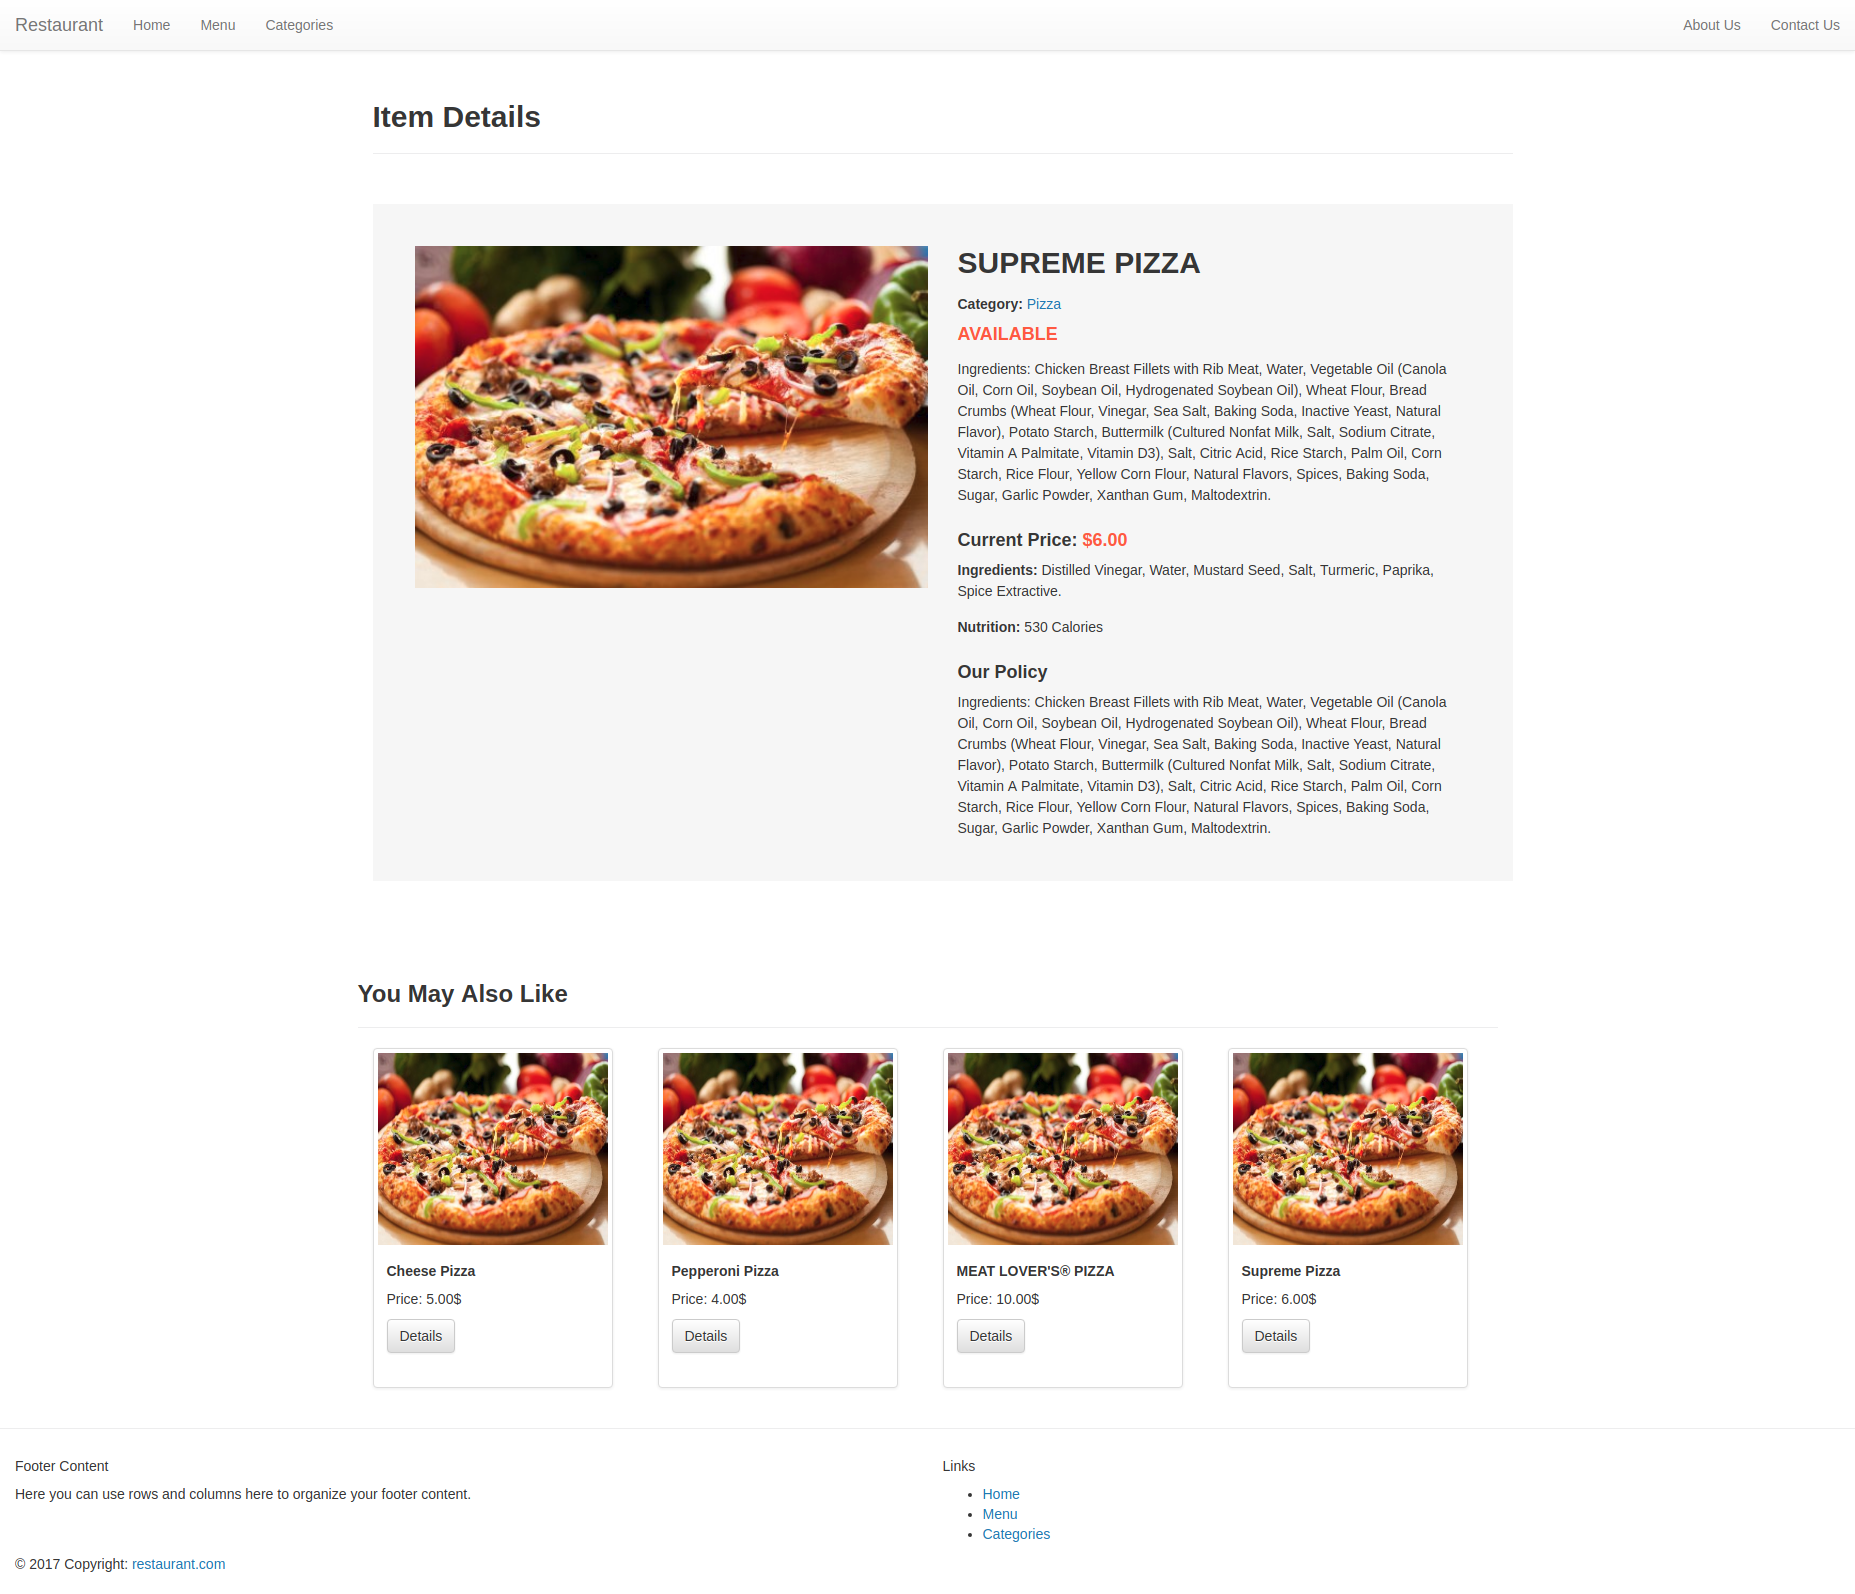 Restaurant Home Menu Categories About Us Contact Us
Item Details
SUPREME PIZZA
Category: Pizza
AVAILABLE
Ingredients: Chicken Breast Fillets with Rib Meat, Water, Vegetable Oil (Canola
Oil, Corn Oil, Soybean Oil, Hydrogenated Soybean Oil), Wheat Flour, Bread
Crumbs (Wheat Flour, Vinegar, Sea Salt, Baking Soda, Inactive Yeast, Natural
Flavor), Potato Starch, Buttermilk (Cultured Nonfat Milk, Salt, Sodium Citrate,
Vitamin A Palmitate, Vitamin D3), Salt, Citric Acid, Rice Starch, Palm Oil, Corn
Starch, Rice Flour, Yellow Corn Flour, Natural Flavors, Spices, Baking Soda,
Sugar, Garlic Powder, Xanthan Gum, Maltodextrin.
Current Price: $6.00
Ingredients: Distilled Vinegar, Water, Mustard Seed, Salt, Turmeric, Paprika,
Spice Extractive.
Nutrition: 530 Calories
Our Policy
Ingredients: Chicken Breast Fillets with Rib Meat, Water, Vegetable Oil (Canola
Oil, Corn Oil, Soybean Oil, Hydrogenated Soybean Oil), Wheat Flour, Bread
Crumbs (Wheat Flour, Vinegar, Sea Salt, Baking Soda, Inactive Yeast, Natural
Flavor), Potato Starch, Buttermilk (Cultured Nonfat Milk, Salt, Sodium Citrate,
Vitamin A Palmitate, Vitamin D3), Salt, Citric Acid, Rice Starch, Palm Oil, Corn
Starch, Rice Flour, Yellow Corn Flour, Natural Flavors, Spices, Baking Soda,
Sugar, Garlic Powder, Xanthan Gum, Maltodextrin.
You May Also Like
Cheese Pizza
Price: 5.00$
Details
Pepperoni Pizza
Price: 4.00$
Details
MEAT LOVER'S® PIZZA
Price: 10.00$
Details
Supreme Pizza
Price: 6.00$
Details
Footer Content
Here you can use rows and columns here to organize your footer content.
Links
Home
Menu
Categories
© 2017 Copyright: restaurant.com